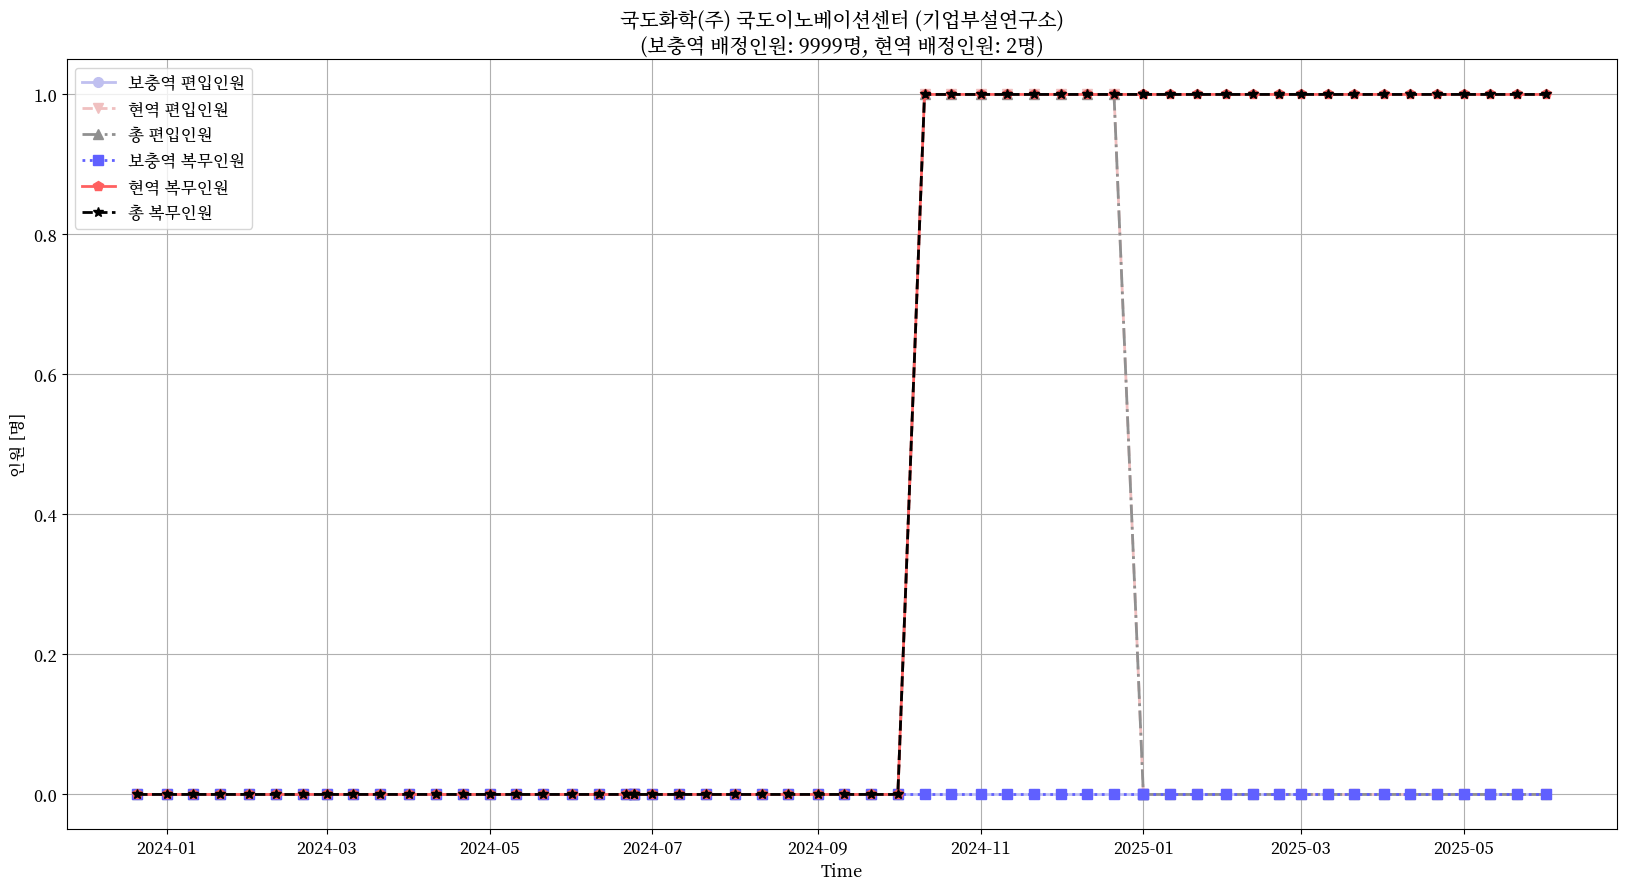 국도화학(주) 국도이노베이션센터 (기업부설연구소)
(보충역 배정인원: 9999명, 현역 배정인원: 2명)
보충역 편입인원
현역 편입인원
총 편입인원
보충역 복무인원
현역 복무인원
총 복무인원
1.0
0.8
0.6
0.4
0.2
0.0
인원 [명]
2024-01
2024-03
2024-05
2024-07
2024-09
2024-11
2025-01
2025-03
2025-05
Time